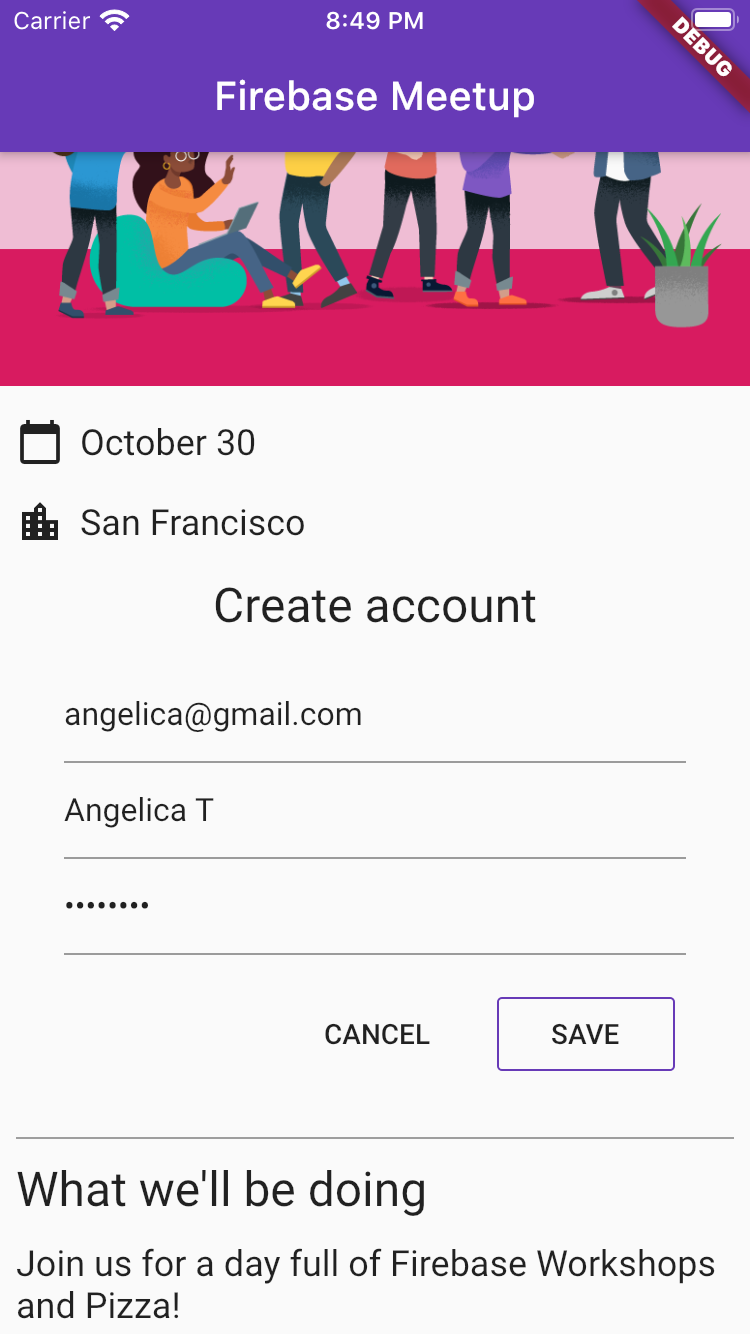 Carrier 8:49 PM
DEBUG
Firebase Meetup
October 30
San Francisco
Create account
angelica@gmail.com
Angelica T
••••••••
CANCEL SAVE
What we'll be doing
Join us for a day full of Firebase Workshops
and Pizza!